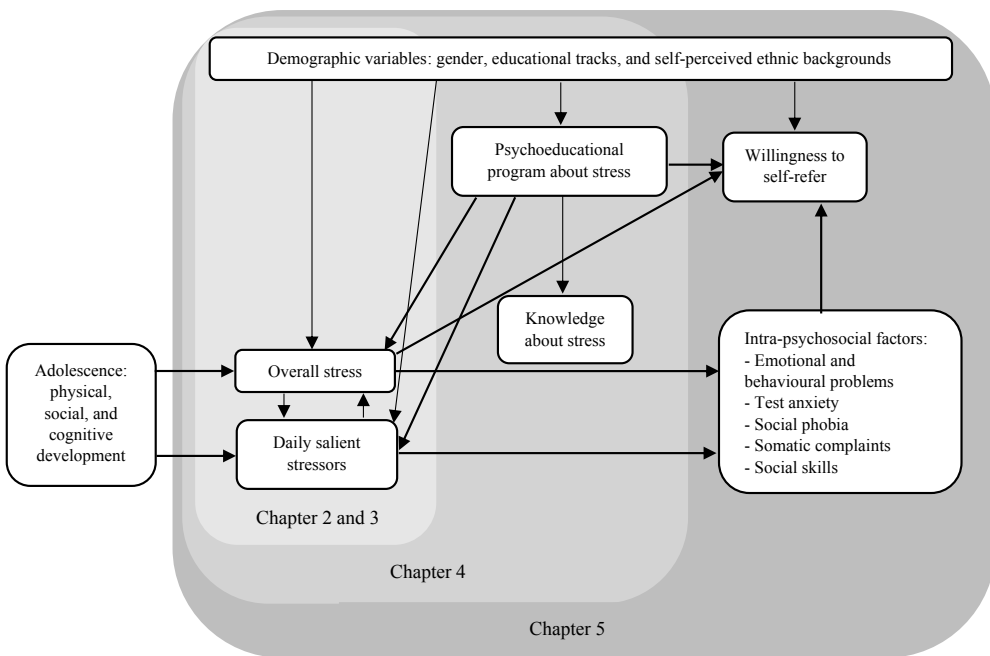 Demographic variables: gender, educational tracks, and self-perceived ethnic backgrounds
Psychoeducational
program about stress
Willingness to
self-refer
Knowledge
about stress
Adolescence:
physical,
social, and
cognitive
development
Overall stress
Daily salient
stressors
Intra-psychosocial factors:
- Emotional and
behavioural problems
- Test anxiety
- Social phobia
- Somatic complaints
- Social skills
Chapter 2 and 3
Chapter 4
Chapter 5